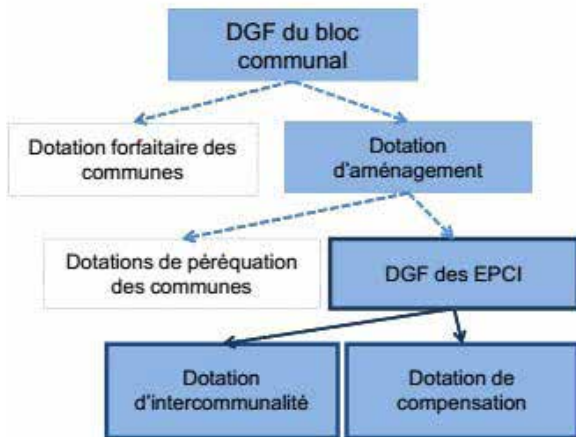 DGF du bloc
communal
Dotation forfaitaire des
communes
Dotation
d'aménagement
Dotations de péréquation
des communes
DGF des EPCI
Dotation
d'intercommunalité
Dotation de
compensation